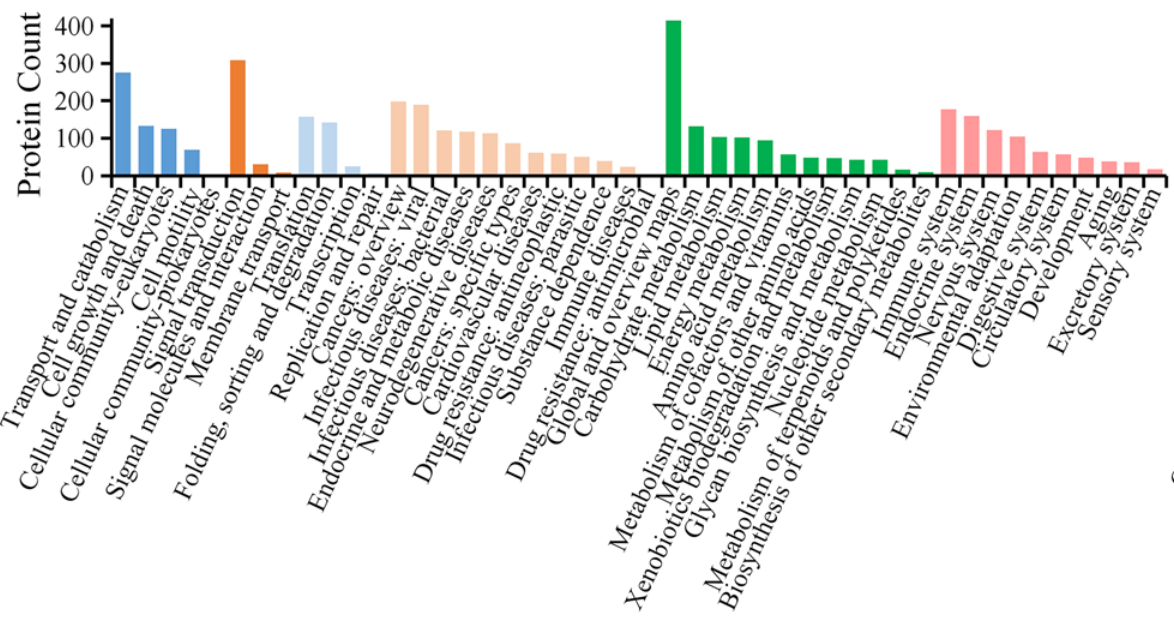 Protein Count
400
300
200
100
0
Transport and catabolism
Cell growth and death
Cellular community-eukaryotes
Cell motility
Cellular community-prokaryotes
Signal transduction
Signal molecules and interaction
Membrane transport
Translation
Folding, sorting and degradation
Transcription
Replication and repair
Cancers: overview
Infectious diseases: viral
Infectious diseases: bacterial
Endocrine and metabolic diseases
Neurodegenerative diseases
Cancers: specific types
Cardiovascular diseases
Drug resistance: antineoplastic
Infectious diseases: parasitic
Substance dependence
Immune diseases
Drug resistance: antimicrobial
Global and overview maps
Carbohydrate metabolism
Lipid metabolism
Energy metabolism
Amino acid metabolism
Metabolism of cofactors and vitamins
Metabolism of other amino acids
Xenobiotics biodegradation and metabolism
Glycan biosynthesis and metabolism
Nucleotide metabolism
Metabolism of terpenoids and polyketides
Biosynthesis of other secondary metabolites
Immune system
Endocrine system
Nervous system
Environmental adaptation
Digestive system
Circulatory system
Development
Aging
Excretory system
Sensory system